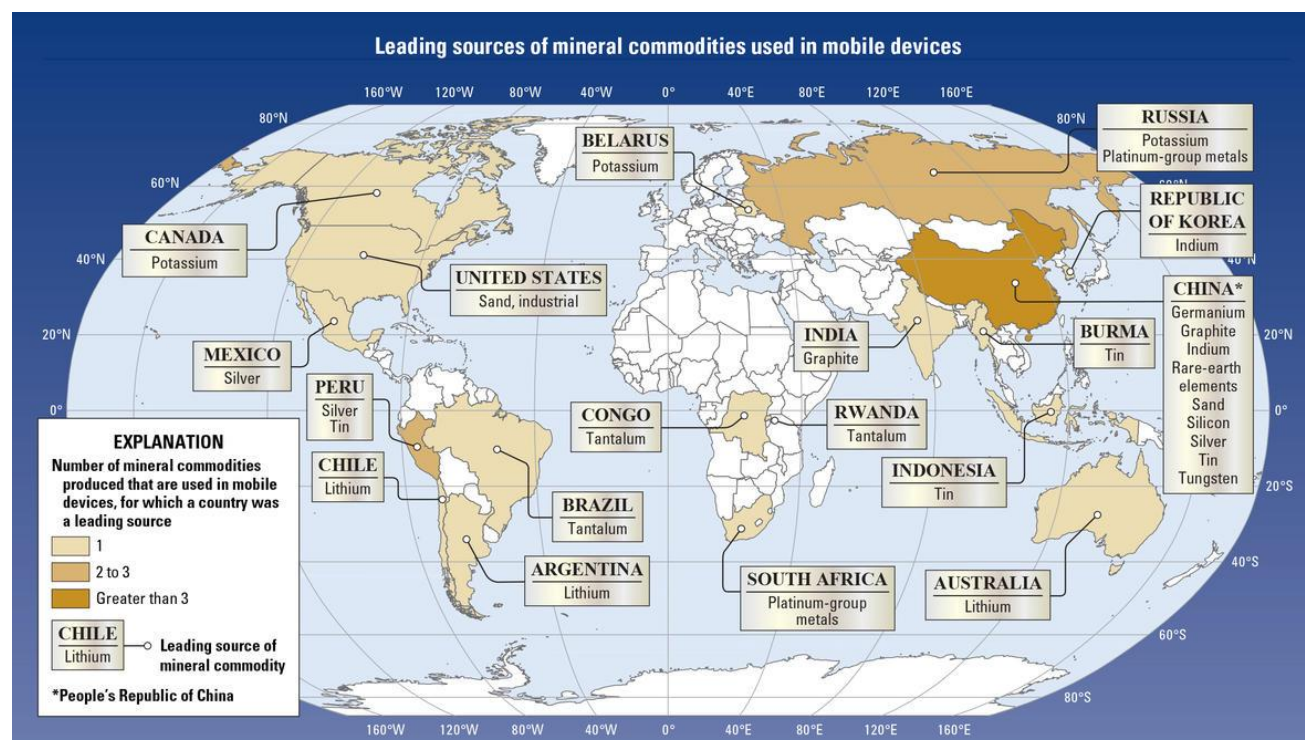 Leading sources of mineral commodities used in mobile devices
160°W 120°W 80°W 40°W 0° 40°E 80°E 120°E 160°E
80°N
80°N
60°N
60°N
40°N
40°N
20°N
20°N
0°
0°
20°S
40°S
60°S
80°S
RUSSIA
Potassium
Platinum-group metals
BELARUS
Potassium
REPUBLIC
OF KOREA
Indium
CANADA
Potassium
UNITED STATES
Sand, industrial
CHINA*
Germanium
Graphite
Indium
Rare-earth
elements
Sand
Silicon
Silver
Tin
Tungsten
MEXICO
Silver
INDIA
Graphite
BURMA
Tin
PERU
Silver
Tin
CONGO
Tantalum
RWANDA
Tantalum
CHILE
Lithium
INDONESIA
Tin
BRAZIL
Tantalum
ARGENTINA
Lithium
SOUTH AFRICA
Platinum-group
metals
AUSTRALIA
Lithium
EXPLANATION
Number of mineral commodities
produced that are used in mobile
devices, for which a country was
a leading source
1
2 to 3
Greater than 3
CHILE
Lithium
Leading source of
mineral commodity
*People's Republic of China
160°W 120°W 80°W 40°W 0° 40°E 80°E 120°E 160°E